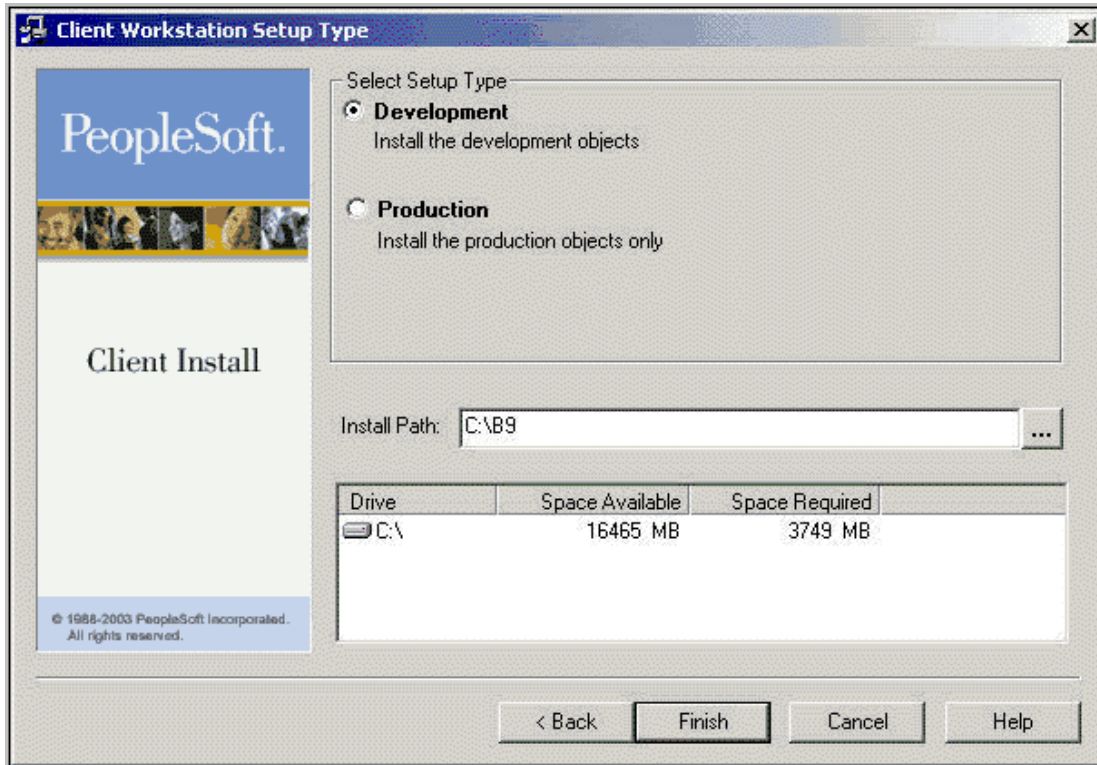 Client Workstation Setup Type
PeopleSoft.
Client Install
© 1988-2003 PeopleSoft Incorporated.
All rights reserved.
Select Setup Type
Development
Install the development objects
Production
Install the production objects only
Install Path: C:\B9 ...
Drive Space Available Space Required
C:\ 16465 MB 3749 MB
< Back Finish Cancel Help